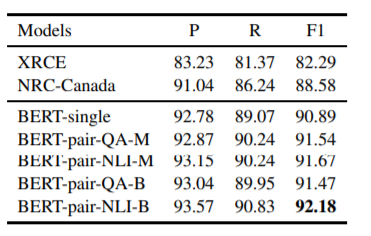 Models P R F1
XRCE 83.23 81.37 82.29
NRC-Canada 91.04 86.24 88.58
BERT-single 92.78 89.07 90.89
BERT-pair-QA-M 92.87 90.24 91.54
BERT-pair-NLI-M 93.15 90.24 91.67
BERT-pair-QA-B 93.04 89.95 91.47
BERT-pair-NLI-B 93.57 90.83 92.18